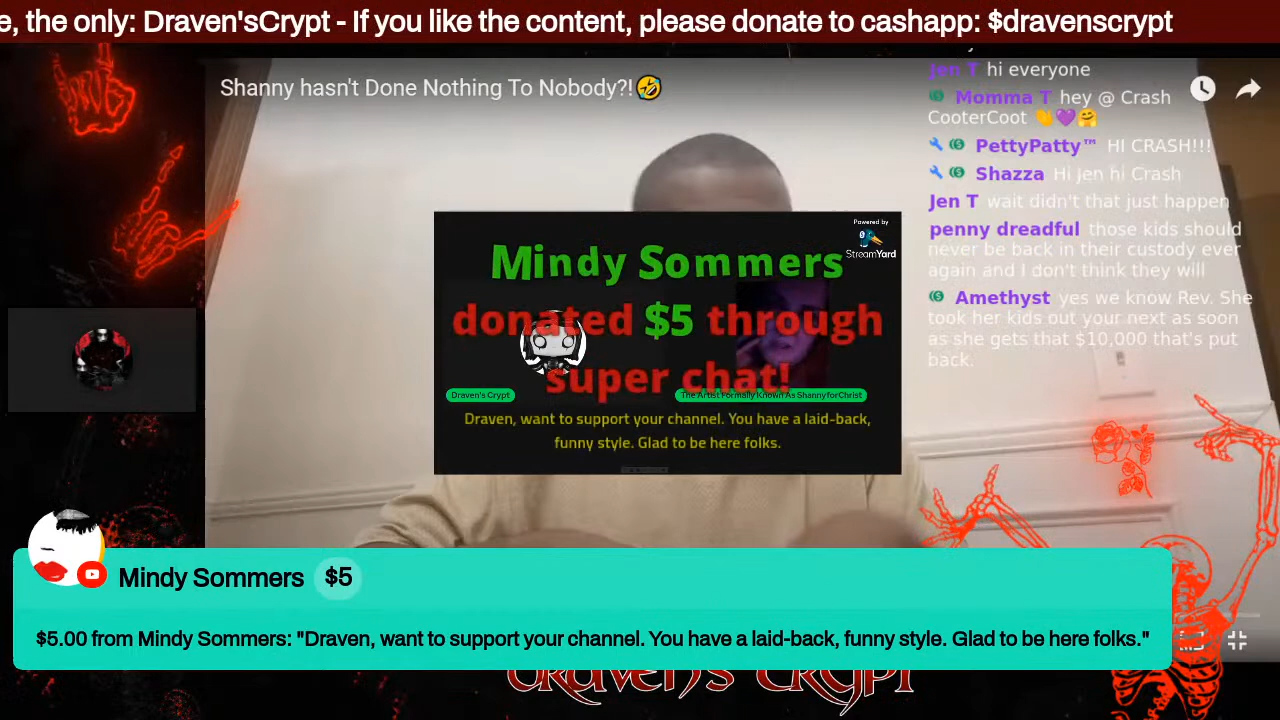 e, the only: Draven'sCrypt - If you like the content, please donate to cashapp: $dravenscrypt
Shanny hasn't Done Nothing To Nobody?!🤣
Jen T hi everyone
Momma T hey @ Crash
CooterCoot 👏💜🤗
PettyPatty™ HI CRASH!!!
Shazza Hi Jen hi Crash
Jen T wait didn't that just happen
penny dreadful those kids should
never be back in their custody ever
again and I don't think they will
Amethyst yes we know Rev. She
took her kids out your next as soon
as she gets that $10,000 that's put
back.
Powered by
StreamYard
Mindy Sommers
donated $5 through
super chat!
Draven's Crypt
The Artist Formally Known As ShannyforChrist
Draven, want to support your channel. You have a laid-back,
funny style. Glad to be here folks.
Mindy Sommers $5
$5.00 from Mindy Sommers: "Draven, want to support your channel. You have a laid-back, funny style. Glad to be here folks."
Draven's Crypt